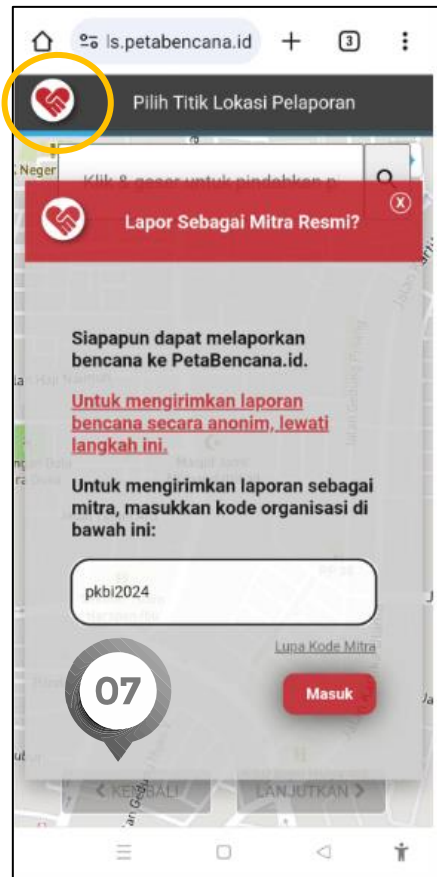 ls.petabencana.id
3
Pilih Titik Lokasi Pelaporan
Neger
Klik & geser untuk pindahkan p
Lapor Sebagai Mitra Resmi?
Siapapun dapat melaporkan
bencana ke PetaBencana.id.
Untuk mengirimkan laporan
bencana secara anonim, lewati
langkah ini.
Untuk mengirimkan laporan sebagai
mitra, masukkan kode organisasi di
bawah ini:
pkbi2024
Lupa Kode Mitra
07
Masuk
KEMBALI
LANJUTKAN